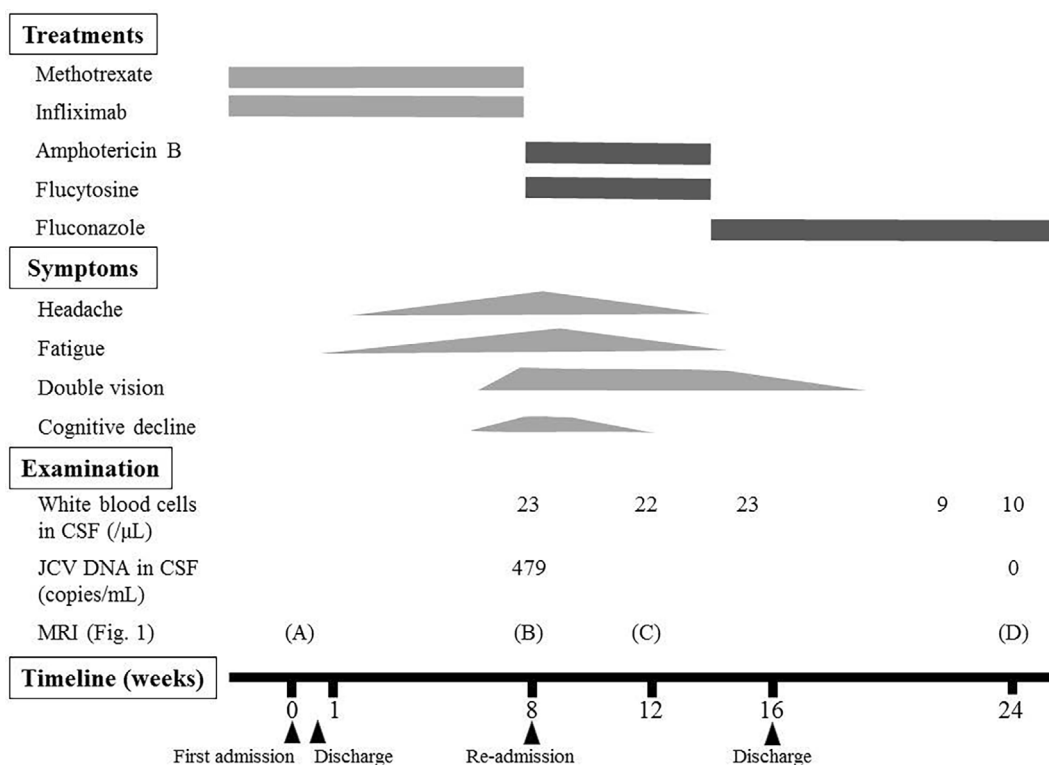 Treatments
Methotrexate
Infliximab
Amphotericin B
Flucytosine
Fluconazole
Symptoms
Headache
Fatigue
Double vision
Cognitive decline
Examination
White blood cells 23 22 23 9 10
in CSF (/μL)
JCV DNA in CSF 479 0
(copies/mL)
MRI (Fig. 1) (A) (B) (C) (D)
Timeline (weeks)
0 1 8 12 16 24
First admission Discharge Re-admission Discharge